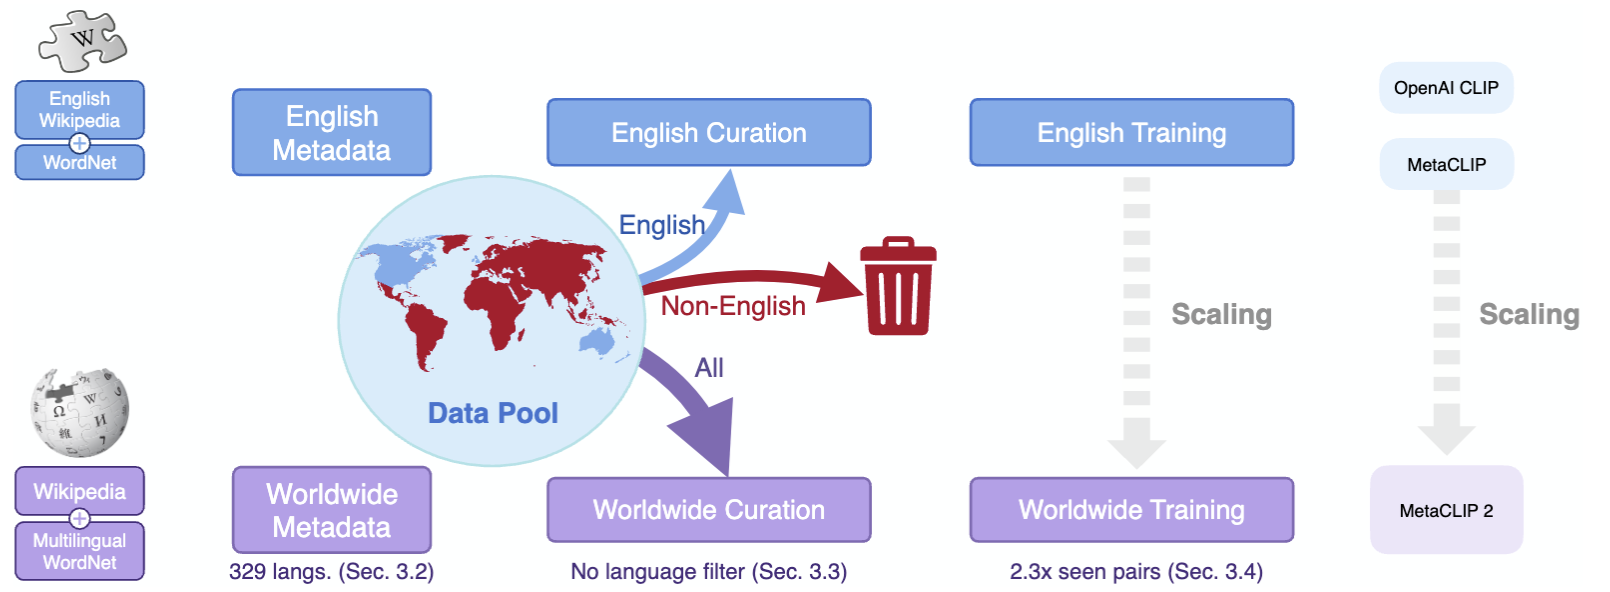 W
English
Wikipedia
+
WordNet
English
Metadata
English Curation
English Training
OpenAI CLIP
MetaCLIP
English
Non-English
All
Data Pool
Scaling
Scaling
Ω
W
И
維
Wikipedia
+
Multilingual
WordNet
Worldwide
Metadata
329 langs. (Sec. 3.2)
Worldwide Curation
No language filter (Sec. 3.3)
Worldwide Training
2.3x seen pairs (Sec. 3.4)
MetaCLIP 2